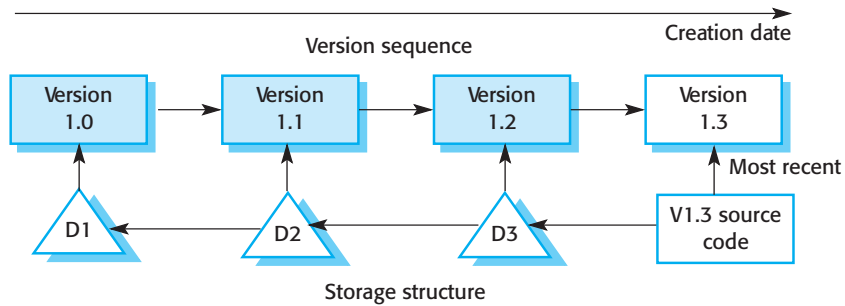 Creation date
Version sequence
Version
1.0
Version
1.1
Version
1.2
Version
1.3
Most recent
D1
D2
D3
V1.3 source
code
Storage structure